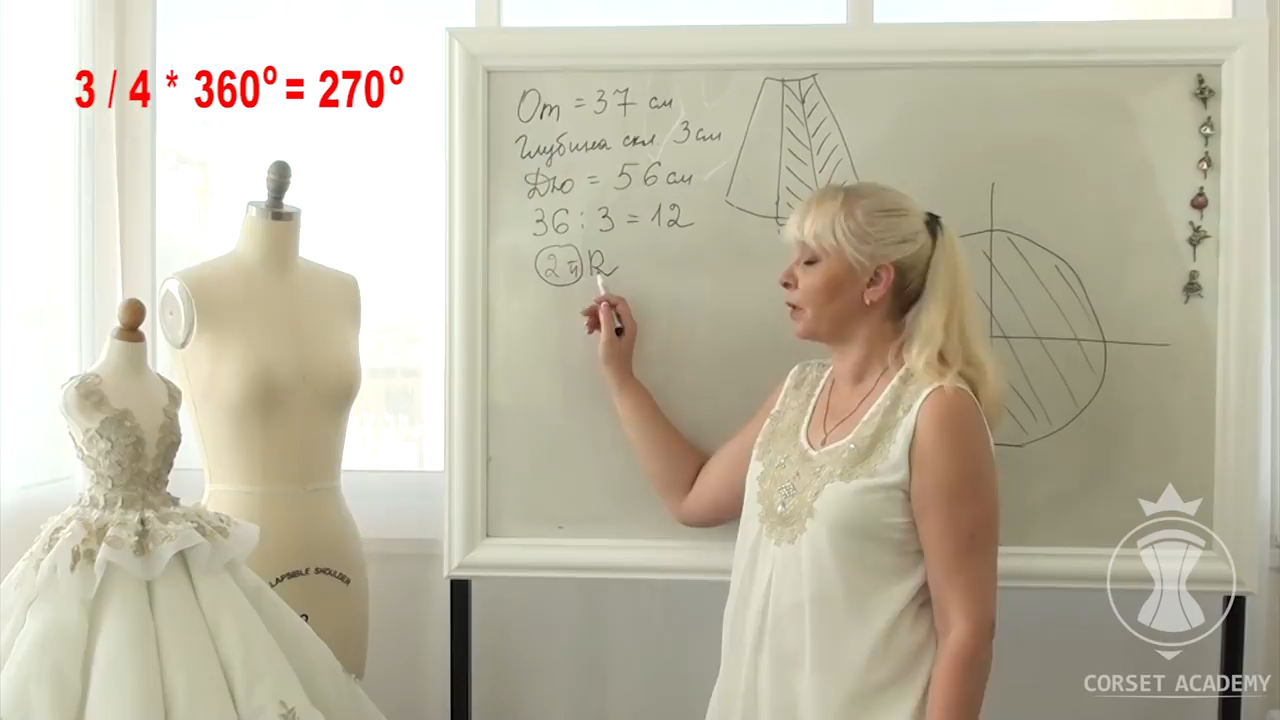 3 / 4 * 360° = 270°
От = 37 см
Глубина скл. 3 см
Дю = 56 см
36 : 3 = 12
2π R
LAPSIBLE SHOULDER
CORSET ACADEMY